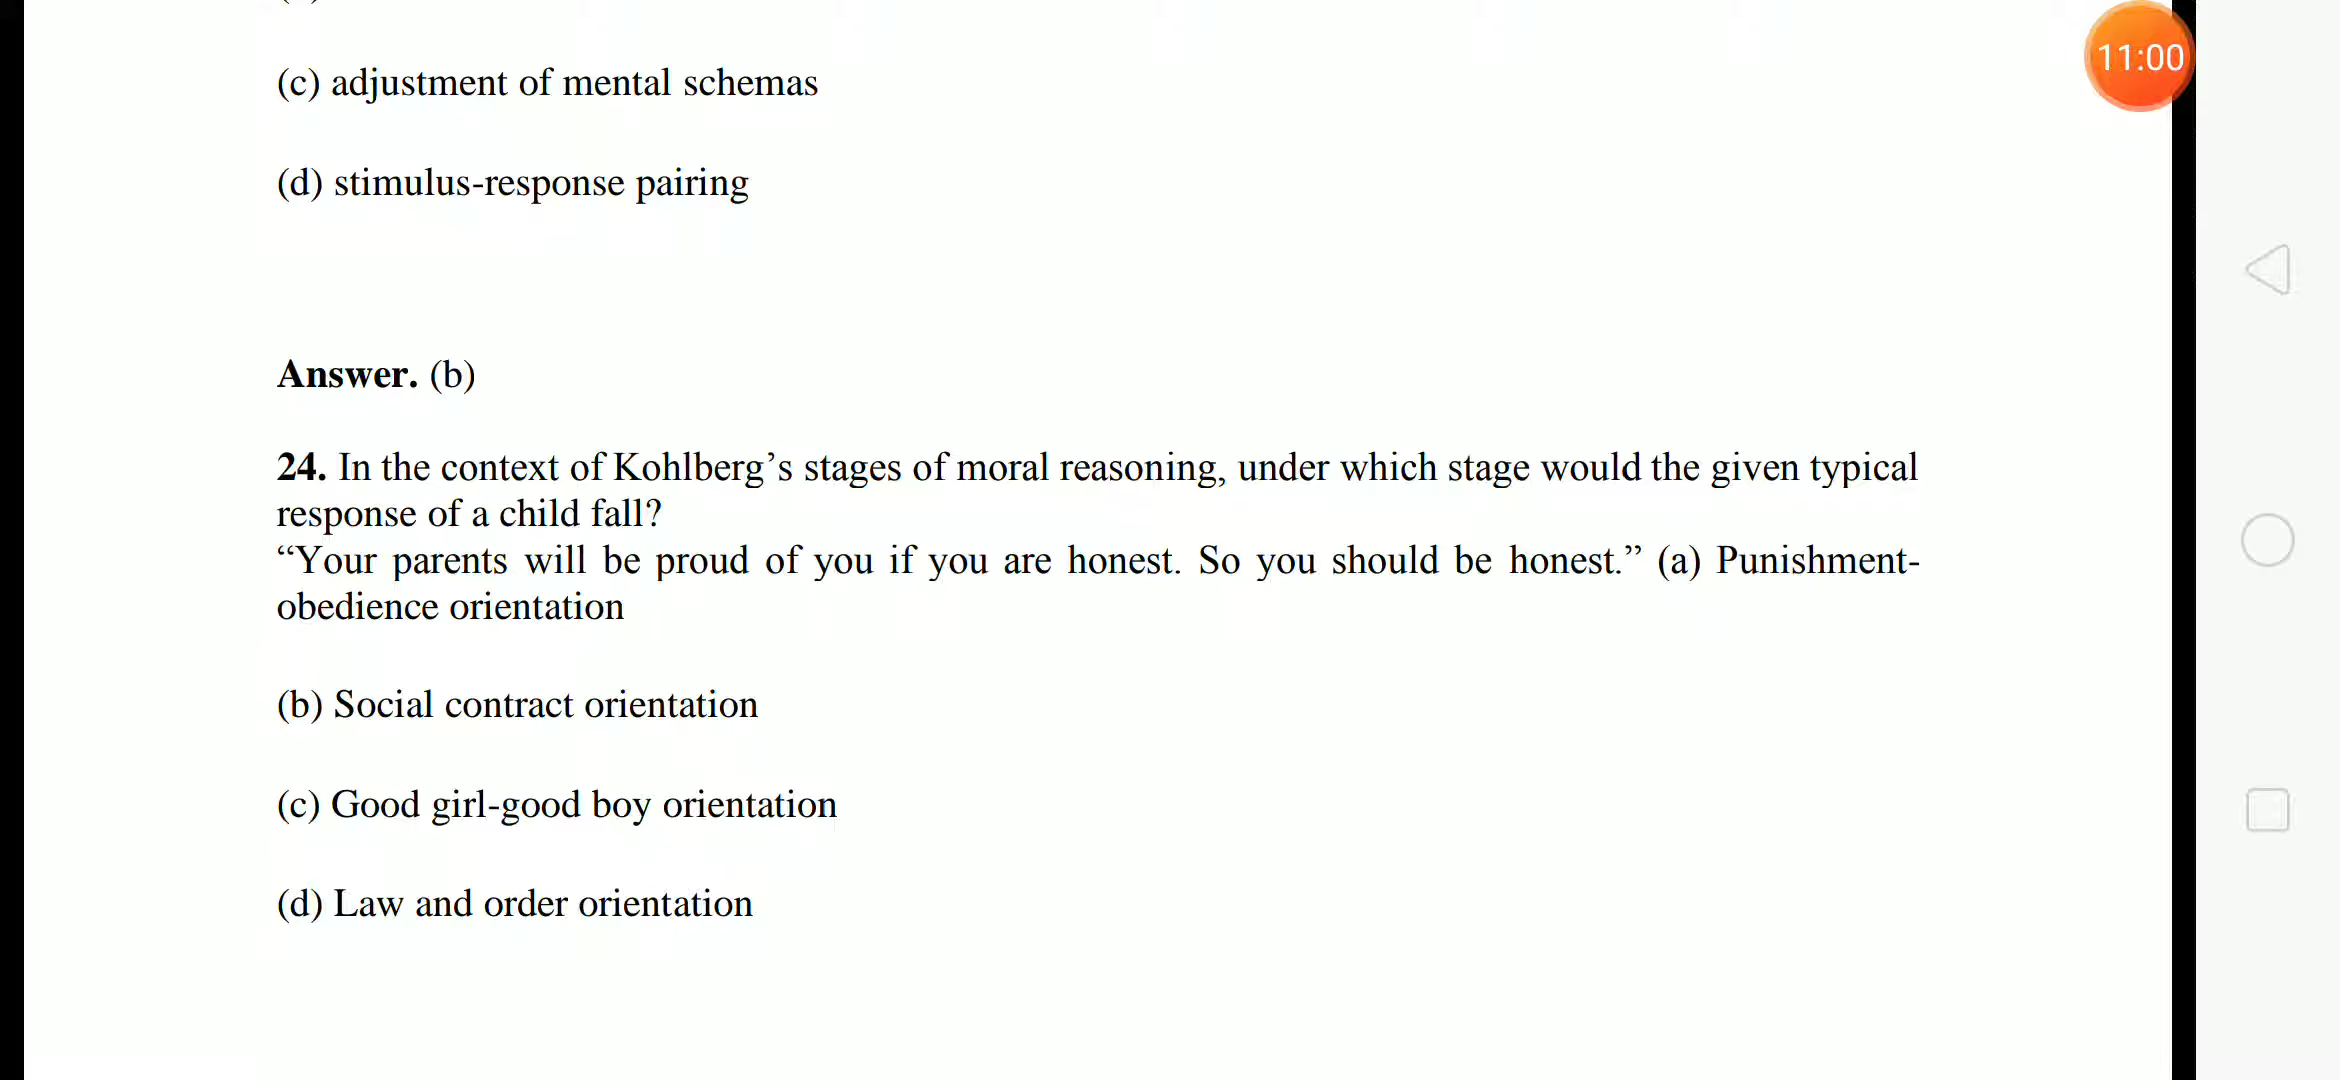 (c) adjustment of mental schemas
11:00
(d) stimulus-response pairing
Answer. (b)
24. In the context of Kohlberg’s stages of moral reasoning, under which stage would the given typical
response of a child fall?
“Your parents will be proud of you if you are honest. So you should be honest.” (a) Punishment-
obedience orientation
(b) Social contract orientation
(c) Good girl-good boy orientation
(d) Law and order orientation